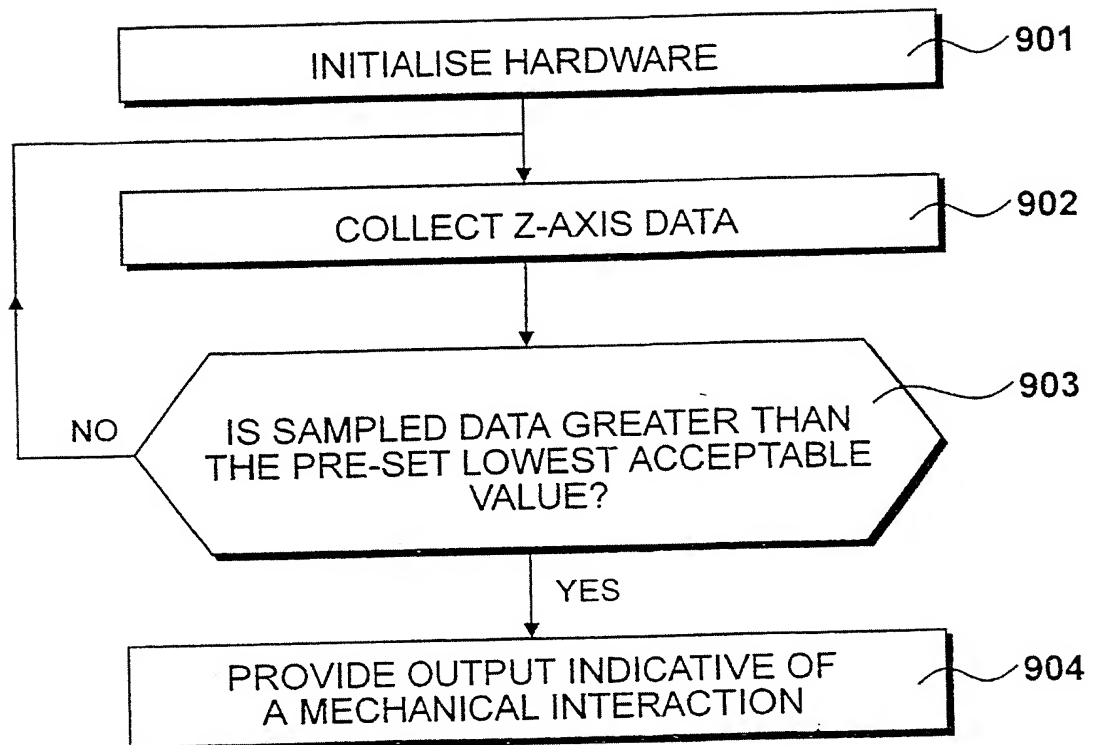 INITIALISE HARDWARE
901
COLLECT Z-AXIS DATA
902
IS SAMPLED DATA GREATER THAN
THE PRE-SET LOWEST ACCEPTABLE
VALUE?
903
NO
YES
PROVIDE OUTPUT INDICATIVE OF
A MECHANICAL INTERACTION
904